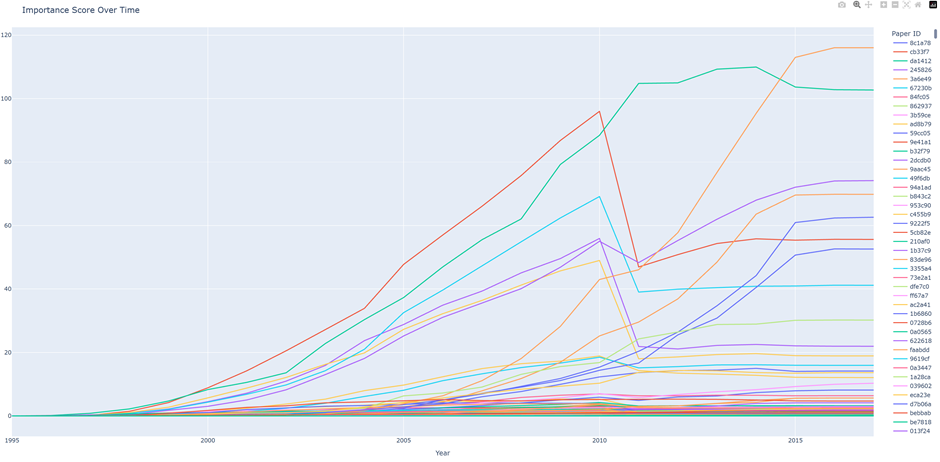 Importance Score Over Time
120
100
80
60
40
20
0
1995
2000
2005
2010
2015
Year
Paper ID
8c1a78
cb33f7
da1412
245826
3a6e49
67230b
84fc05
862937
3b59ce
ad8b79
59cc05
9e41a1
b32f79
2dcdb0
9aac45
49f6db
94a1ad
b843c2
953c90
c455b9
9222f5
5cb82e
210af0
1b37c9
83de96
3355a4
73e2a1
dfe7c0
ff67a7
ac2a41
1b6860
0728b6
0a0565
622618
faabdd
9619cf
0a3447
1a28ca
039602
eca23e
d7b06a
bebbab
be7818
013f24